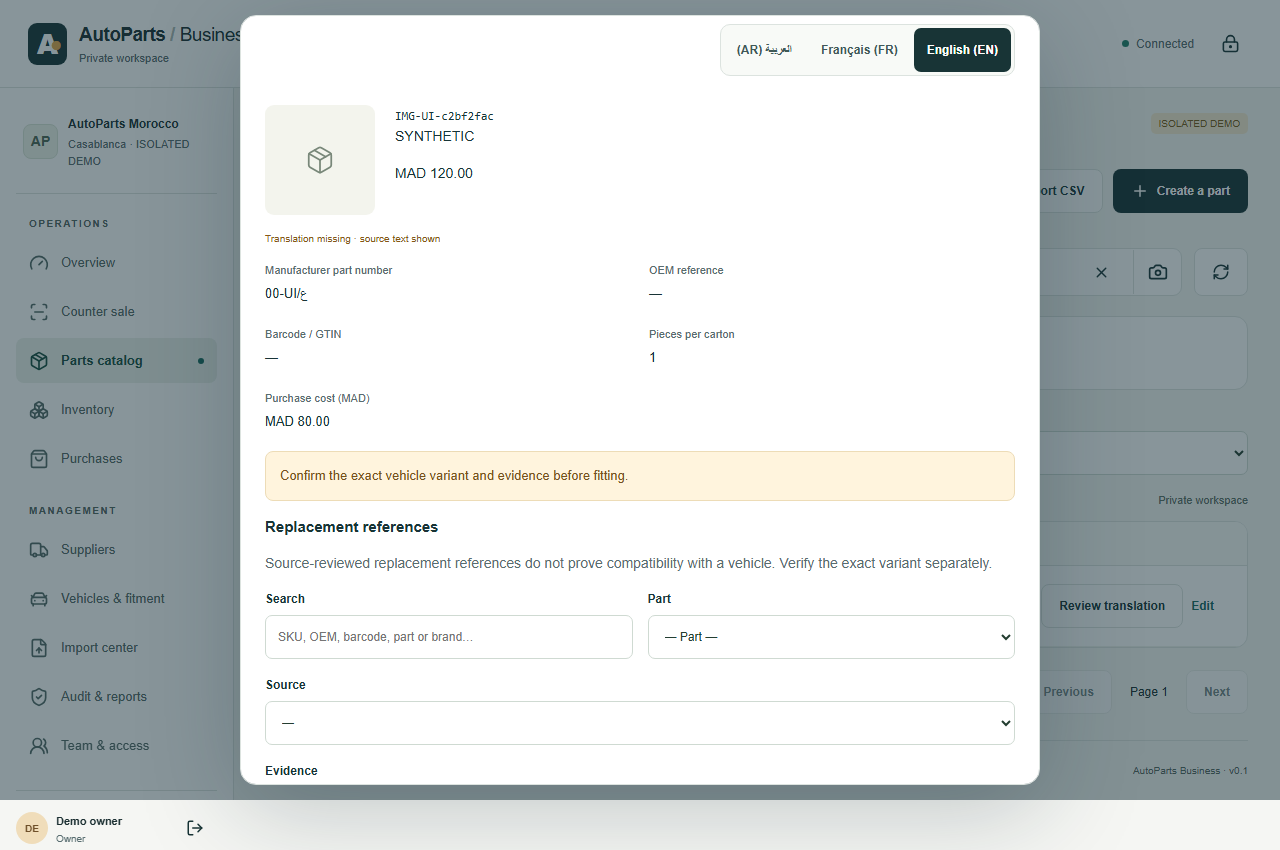 AutoParts / Busines
Private workspace
AP
AutoParts Morocco
Casablanca · ISOLATED
DEMO
OPERATIONS
Overview
Counter sale
Parts catalog
Inventory
Purchases
MANAGEMENT
Suppliers
Vehicles & fitment
Import center
Audit & reports
Team & access
DE
Demo owner
Owner
العربية (AR)
Français (FR)
English (EN)
IMG-UI-c2bf2fac
SYNTHETIC
MAD 120.00
Translation missing · source text shown
Manufacturer part number
00-UI/ع
OEM reference
—
Barcode / GTIN
—
Pieces per carton
1
Purchase cost (MAD)
MAD 80.00
Confirm the exact vehicle variant and evidence before fitting.
Replacement references
Source-reviewed replacement references do not prove compatibility with a vehicle. Verify the exact variant separately.
Search
SKU, OEM, barcode, part or brand…
Part
— Part —
Source
—
Evidence
Connected
ISOLATED DEMO
ort CSV
Create a part
Private workspace
Review translation
Edit
Previous
Page 1
Next
AutoParts Business · v0.1